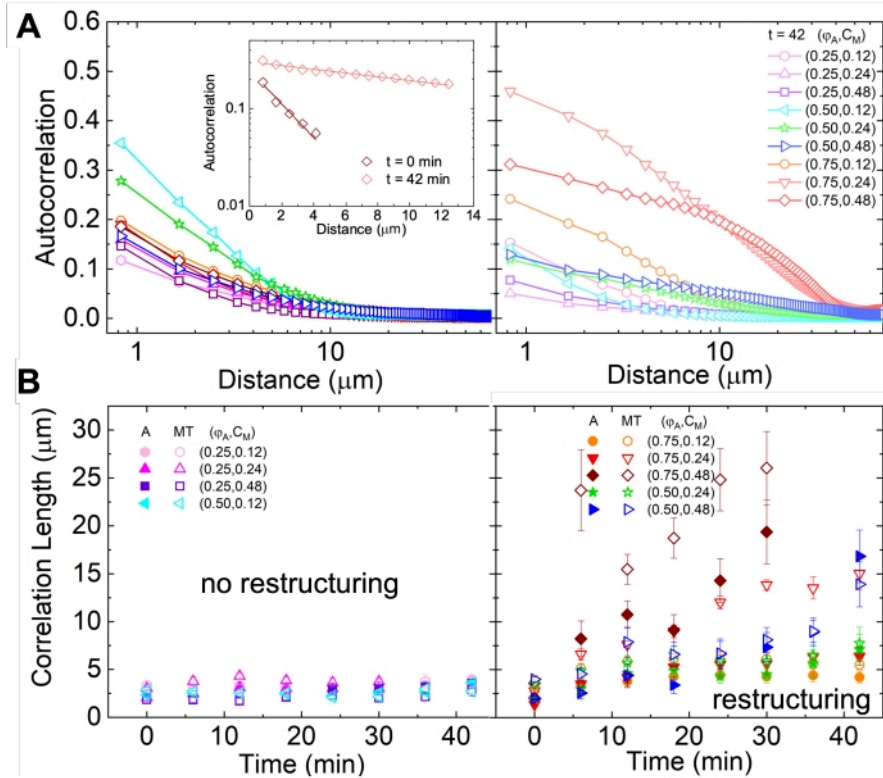 A
Autocorrelation
0.6
0.5
0.4
0.3
0.2
0.1
0.0
1
10
Distance (μm)
Autocorrelation
0.1
0.01
0 2 4 6 8 10 12 14
Distance (μm)
t = 0 min
t = 42 min
t = 42 (φA,CM)
(0.25,0.12)
(0.25,0.24)
(0.25,0.48)
(0.50,0.12)
(0.50,0.24)
(0.50,0.48)
(0.75,0.12)
(0.75,0.24)
(0.75,0.48)
1
10
Distance (μm)
B
Correlation Length (μm)
30
25
20
15
10
5
0
A MT (φA,CM)
(0.25,0.12)
(0.25,0.24)
(0.25,0.48)
(0.50,0.12)
no restructuring
0 10 20 30 40
Time (min)
A MT (φA,CM)
(0.75,0.12)
(0.75,0.24)
(0.75,0.48)
(0.50,0.24)
(0.50,0.48)
restructuring
0 10 20 30 40
Time (min)